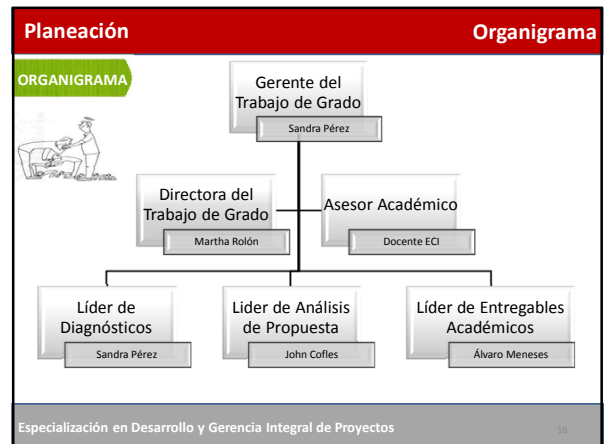 Planeación
Organigrama
ORGANIGRAMA
Gerente del
Trabajo de Grado
Sandra Pérez
Directora del
Trabajo de Grado
Martha Rolón
Asesor Académico
Docente ECI
Líder de
Diagnósticos
Sandra Pérez
Lider de Análisis
de Propuesta
John Cofles
Líder de Entregables
Académicos
Álvaro Meneses
Especialización en Desarrollo y Gerencia Integral de Proyectos
18